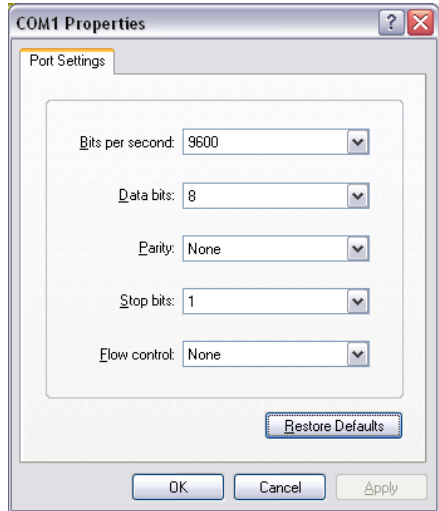 COM1 Properties
Port Settings
Bits per second: 9600
Data bits: 8
Parity: None
Stop bits: 1
Flow control: None
Restore Defaults
OK Cancel Apply